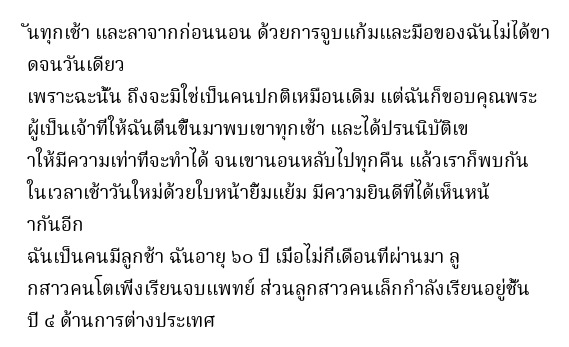 ันทุกเช้า และลาจากก่อนนอน ด้วยการจูบแก้มและมือของฉันไม่ได้ขา
ดจนวันเดียว
เพราะฉะนั้น ถึงจะมิใช่เป็นคนปกติเหมือนเดิม แต่ฉันก็ขอบคุณพระ
ผู้เป็นเจ้าที่ให้ฉันตื่นขึ้นมาพบเขาทุกเช้า และได้ปรนนิบัติเข
าให้มีความเท่าที่จะทำได้ จนเขานอนหลับไปทุกคืน แล้วเราก็พบกัน
ในเวลาเช้าวันใหม่ด้วยใบหน้ายิ้มแย้ม มีความยินดีที่ได้เห็นหน้
ากันอีก
ฉันเป็นคนมีลูกช้า ฉันอายุ ๖๐ ปี เมื่อไม่กี่เดือนที่ผ่านมา ลู
กสาวคนโตเพิ่งเรียนจบแพทย์ ส่วนลูกสาวคนเล็กกำลังเรียนอยู่ชั้น
ปี ๔ ด้านการต่างประเทศ